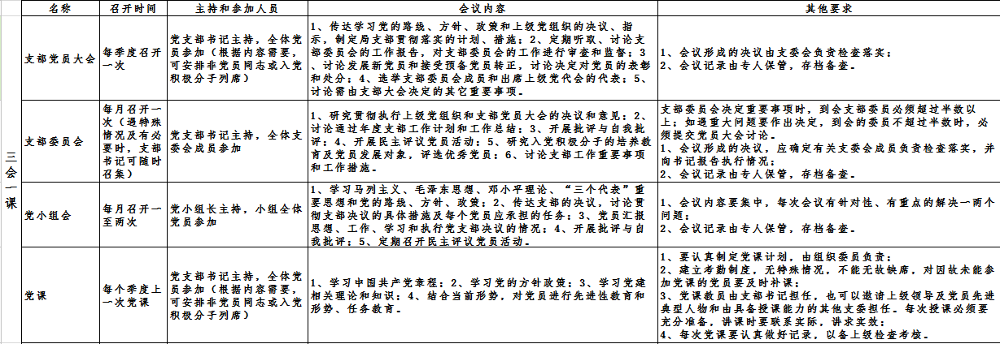 名称 召开时间 主持和参加人员 会议内容 其他要求
三会一课
支部党员大会
每季度召开
一次
党支部书记主持，全体党
员参加（根据内容需要，
可安排非党员同志或入党
积极分子列席）
1、传达学习党的路线、方针、政策和上级党组织的决议、指
示，制定局支部贯彻落实的计划、措施；2、定期听取、讨论支
部委员会的工作报告，对支部委员会的工作进行审查和监督；3
、讨论发展新党员和接受预备党员转正，讨论决定对党员的表彰
和处分；4、选举支部委员会成员和出席上级党代会的代表；5、
讨论需由支部大会决定的其它重要事项。
1、会议形成的决议由支委会负责检查落实；
2、会议记录由专人保管，存档备查。
支部委员会
每月召开一
次（遇特殊
情况及有必
要时，支部
书记可随时
召集）
党支部书记主持，全体支
委会成员参加
1、研究贯彻执行上级党组织和支部党员大会的决议和意见；2、
讨论通过年度支部工作计划和工作总结；3、开展批评与自我批
评；4、开展民主评议党员活动；5、研究入党积极分子的培养教
育及党员发展对象，评选优秀党员；6、讨论支部工作重要事项
和工作措施。
支部委员会决定重要事项时，到会支部委员必须超过半数以
上；如遇重大问题要作出决定，到会的委员不超过半数时，必
须提交党员大会讨论。
1、会议形成的决议，应确定有关支委会成员负责检查落实，并
向书记报告执行情况；
2、会议记录由专人保管，存档备查。
党小组会
每月召开一
至两次
党小组长主持，小组全体
党员参加
1、学习马列主义、毛泽东思想、邓小平理论、“三个代表”重
要思想和党的路线、方针、政策；2、传达支部的决议，讨论贯
彻支部决议的具体措施及每个党员应承担的任务；3、党员汇报
思想、工作、学习和执行党支部决议的情况；4、开展批评与自
我批评；5、定期召开民主评议党员活动。
1、会议内容要集中，每次会议有针对性、有重点的解决一两个
问题；
2、会议记录由专人保管，存档备查。
党课
每个季度上
一次党课
党支部书记主持，全体党
员参加（根据内容需要，
可安排非党员同志或入党
积极分子列席）
1、学习中国共产党章程；2、学习党的方针政策；3、学习党建
相关理论和知识；4、结合当前形势，对党员进行先进性教育和
形势、任务教育。
1、要认真制定党课计划，由组织委员负责；
2、建立考勤制度，无特殊情况，不能无故缺席，对因故未能参
加党课的党员要及时补课；
3、党课教员由支部书记担任，也可以邀请上级领导及党员先进
典型人物和由具备授课能力的其他支委担任。每次授课必须要
充分准备，讲课时要联系实际，讲求实效；
4、每次党课要认真做好记录，以备上级检查考核。